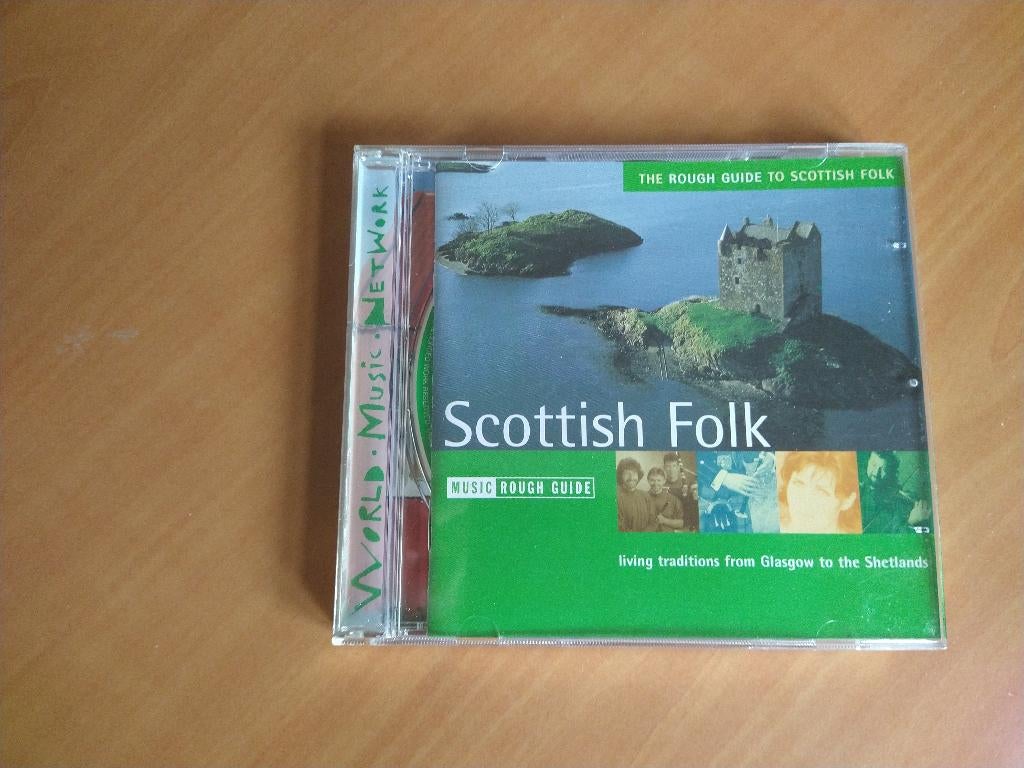 THE ROUGH GUIDE TO SCOTTISH FOLK
WORLD • MUSIC • NETWORK
Scottish Folk
MUSIC ROUGH GUIDE
living traditions from Glasgow to the Shetlands